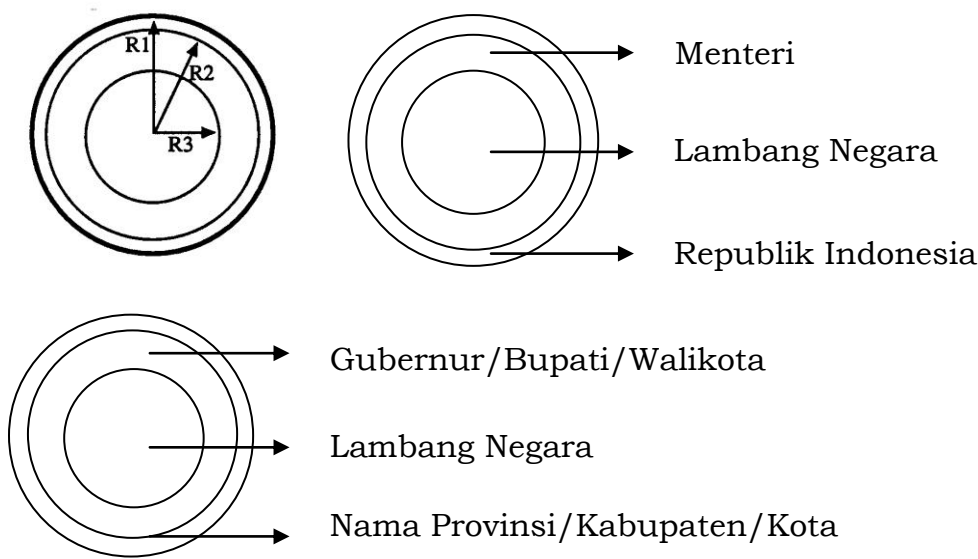 R1
R2
R3
Menteri
Lambang Negara
Republik Indonesia
Gubernur/Bupati/Walikota
Lambang Negara
Nama Provinsi/Kabupaten/Kota